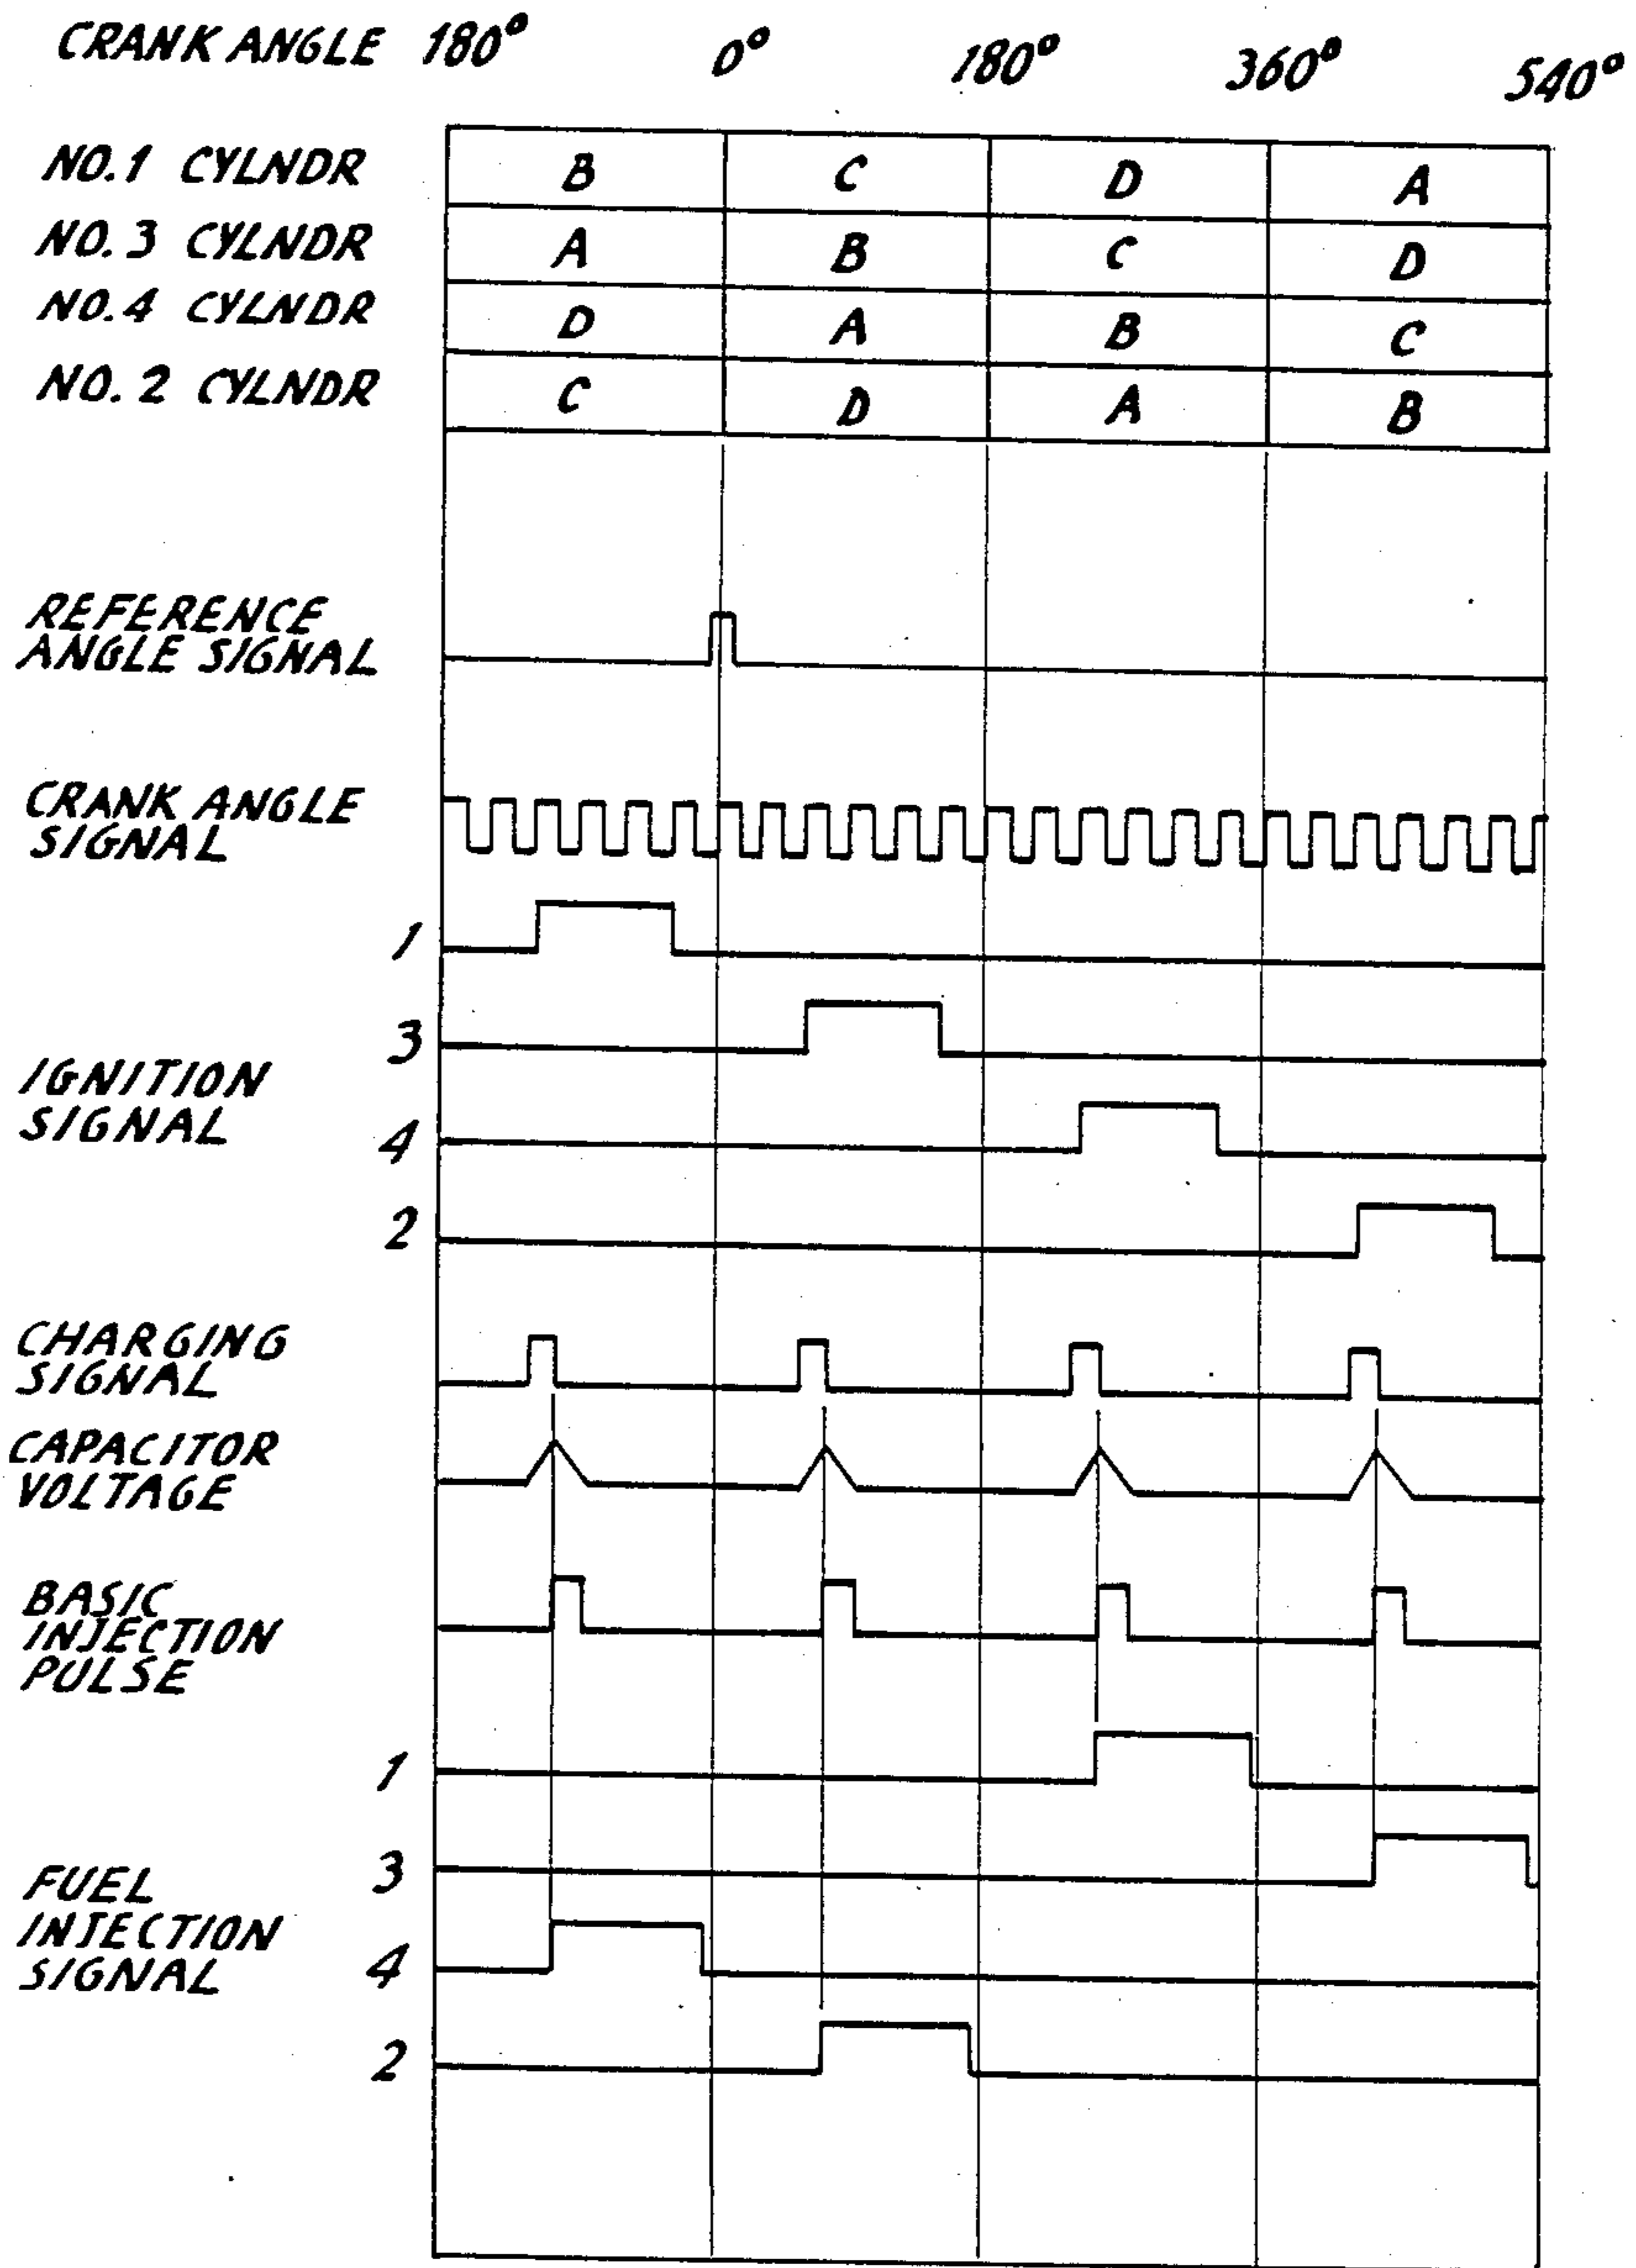 CRANK ANGLE 180° 0° 180° 360° 540°
NO.1 CYLNDR B C D A
NO.3 CYLNDR A B C D
NO.4 CYLNDR D A B C
NO.2 CYLNDR C D A B
REFERENCE
ANGLE SIGNAL
CRANK ANGLE
SIGNAL
1
3
IGNITION
SIGNAL
4
2
CHARGING
SIGNAL
CAPACITOR
VOLTAGE
BASIC
INJECTION
PULSE
1
3
FUEL
INJECTION
SIGNAL
4
2